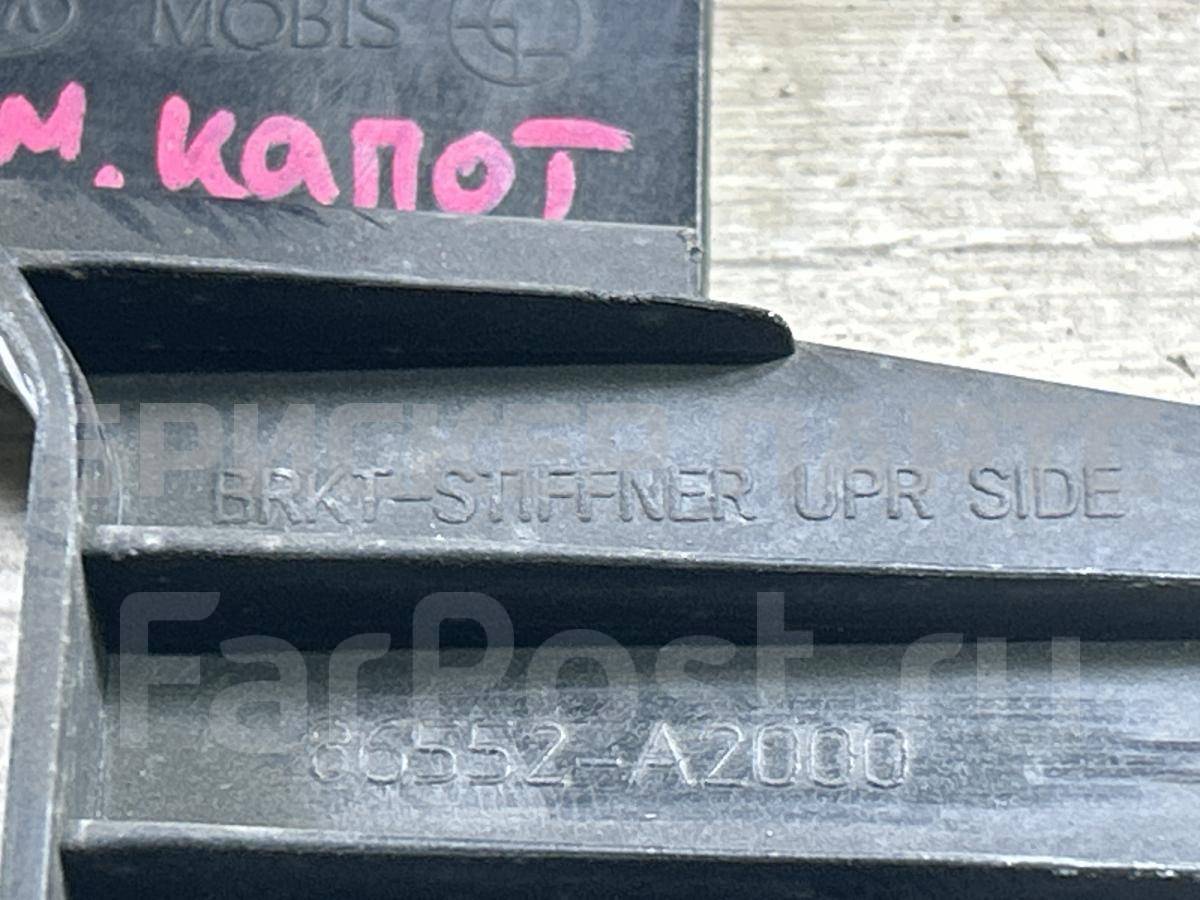 MOBIS
м. капот
BRKT-STIFFNER UPR SIDE
FarPost.ru
86552-A2000